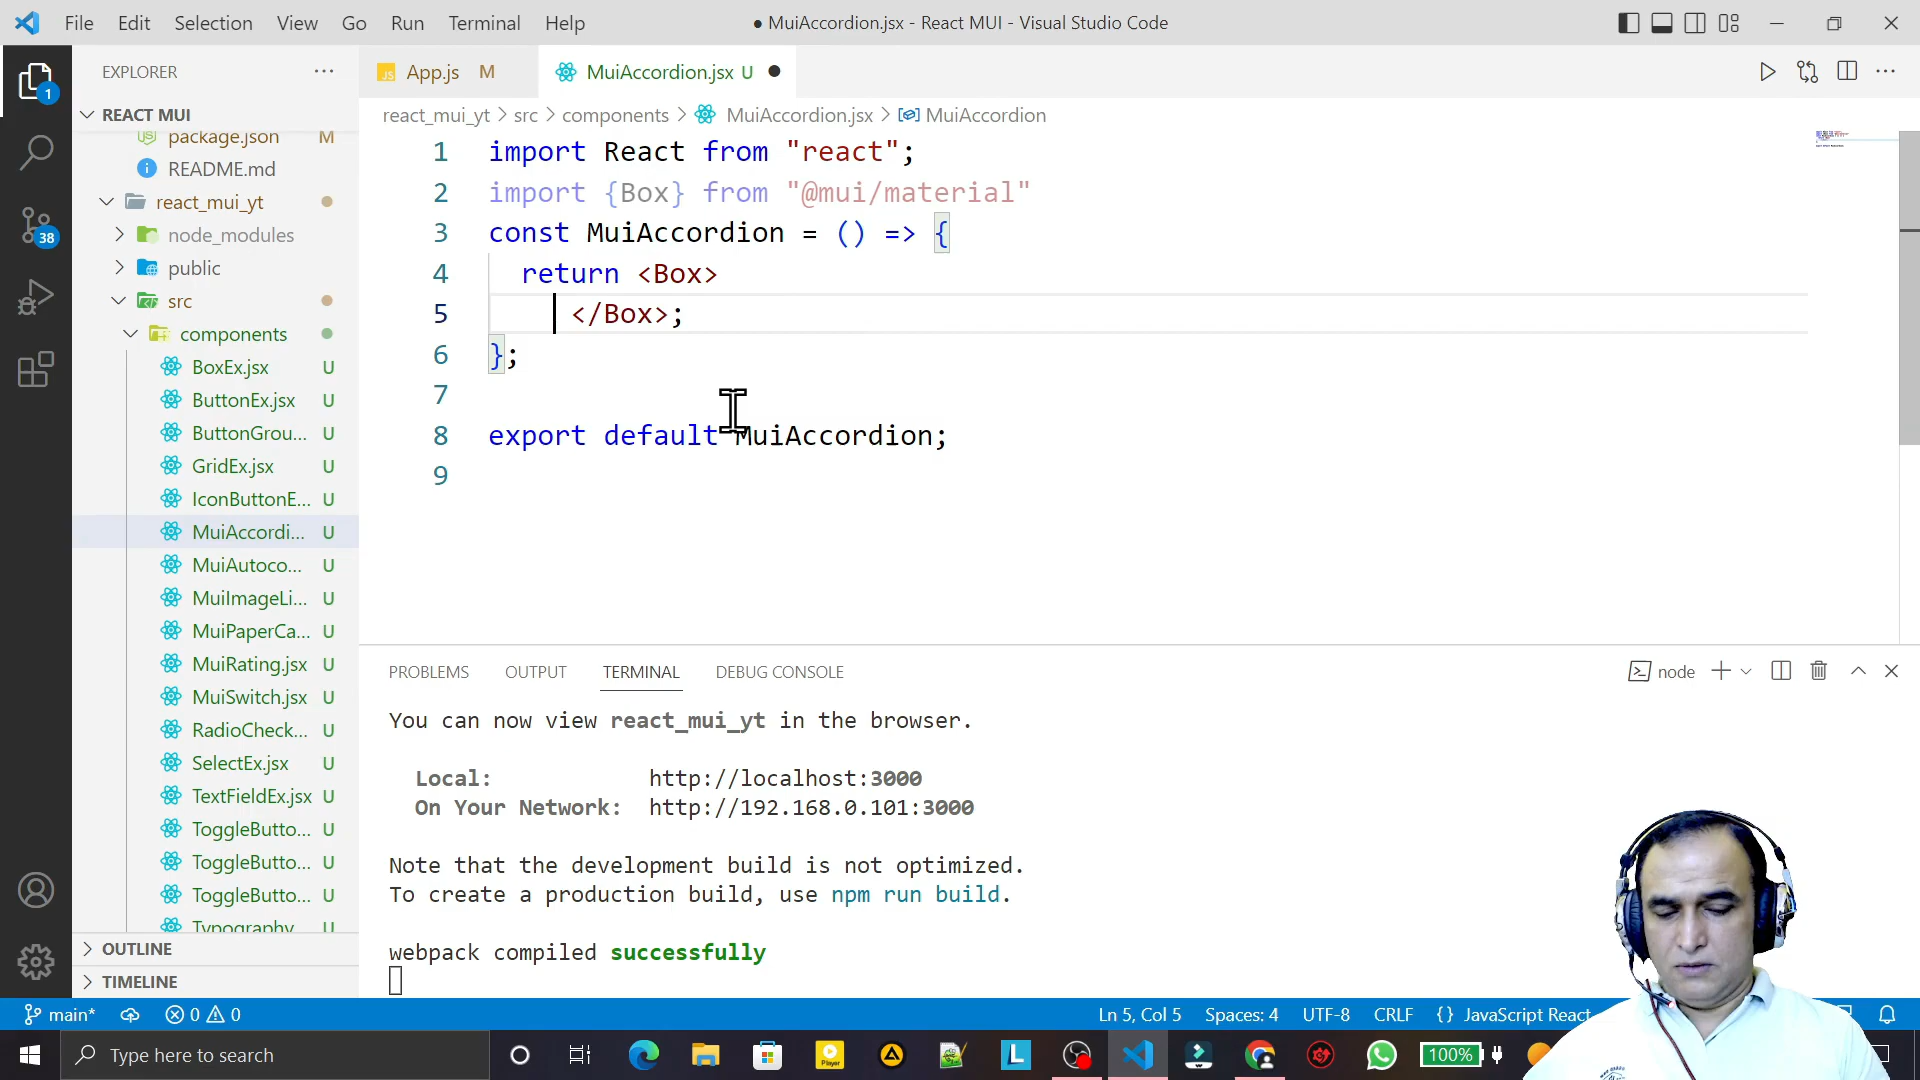 File Edit Selection View Go Run Terminal Help
● MuiAccordion.jsx - React MUI - Visual Studio Code
EXPLORER
1
38
REACT MUI
package.json M
README.md
react_mui_yt
node_modules
public
src
components
BoxEx.jsx U
ButtonEx.jsx U
ButtonGrou... U
GridEx.jsx U
IconButtonE... U
MuiAccordi... U
MuiAutoco... U
MuiImageLi... U
MuiPaperCa... U
MuiRating.jsx U
MuiSwitch.jsx U
RadioCheck... U
SelectEx.jsx U
TextFieldEx.jsx U
ToggleButto... U
ToggleButto... U
ToggleButto... U
Typography U
OUTLINE
TIMELINE
JS App.js M
MuiAccordion.jsx U ●
react_mui_yt > src > components > MuiAccordion.jsx > MuiAccordion
1 import React from "react";
2 import {Box} from "@mui/material"
3 const MuiAccordion = () => {
4 return <Box>
5 </Box>;
6 };
7
8 export default MuiAccordion;
9
PROBLEMS OUTPUT TERMINAL DEBUG CONSOLE
node
You can now view react_mui_yt in the browser.
Local: http://localhost:3000
On Your Network: http://192.168.0.101:3000
Note that the development build is not optimized.
To create a production build, use npm run build.
webpack compiled successfully
main* 0 0
Ln 5, Col 5 Spaces: 4 UTF-8 CRLF {} JavaScript React
Type here to search
Player
L
100%